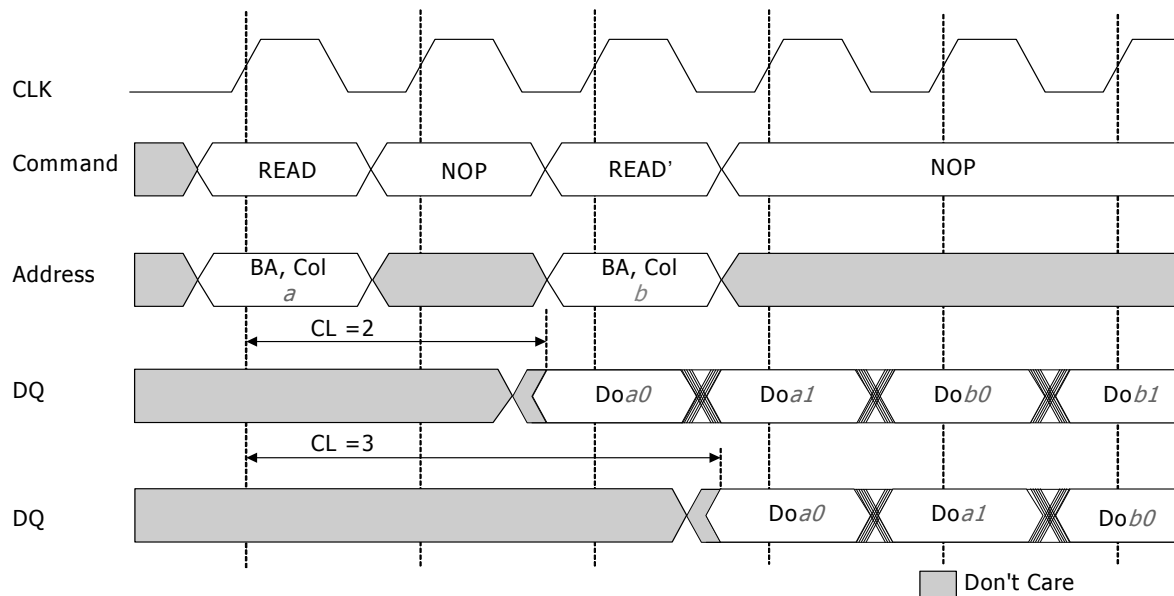 CLK
Command
READ
NOP
READ’
NOP
Address
BA, Col
a
BA, Col
b
CL =2
DQ
Doa0
Doa1
Dob0
Dob1
CL =3
DQ
Doa0
Doa1
Dob0
Don't Care